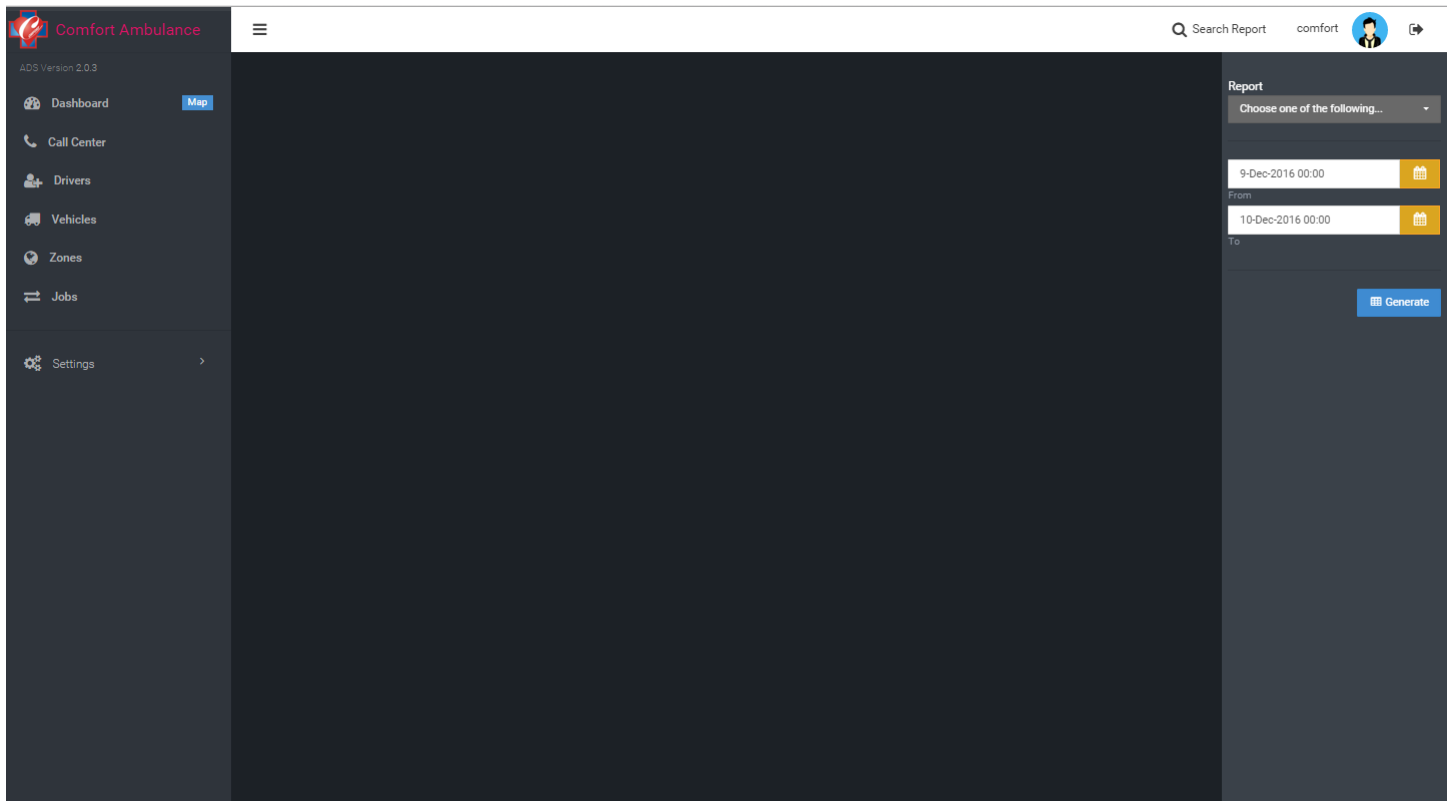 Comfort Ambulance
Search Report
comfort
ADS Version 2.0.3
Dashboard
Map
Call Center
Drivers
Vehicles
Zones
Jobs
Settings
Report
Choose one of the following...
9-Dec-2016 00:00
From
10-Dec-2016 00:00
To
Generate